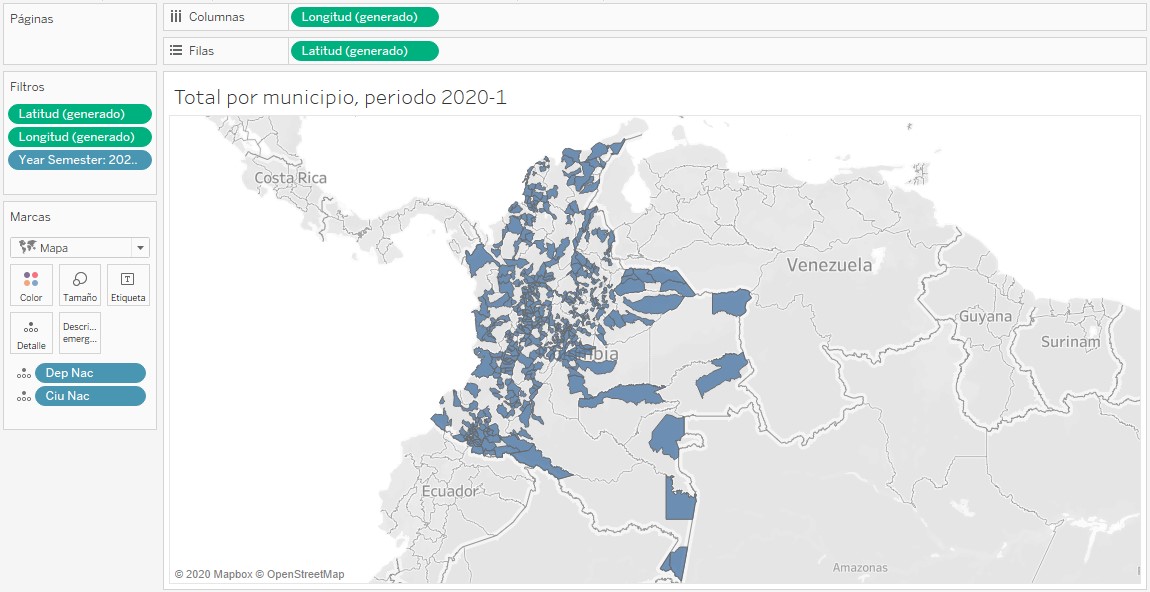 Páginas
Columnas
Longitud (generado)
Filas
Latitud (generado)
Filtros
Latitud (generado)
Longitud (generado)
Year Semester: 202..
Marcas
Mapa
Color
Tamaño
Etiqueta
Detalle
Descri...
emerg...
Dep Nac
Ciu Nac
Total por municipio, periodo 2020-1
Costa Rica
Venezuela
Guyana
Surinam
Colombia
Ecuador
Amazonas
© 2020 Mapbox © OpenStreetMap